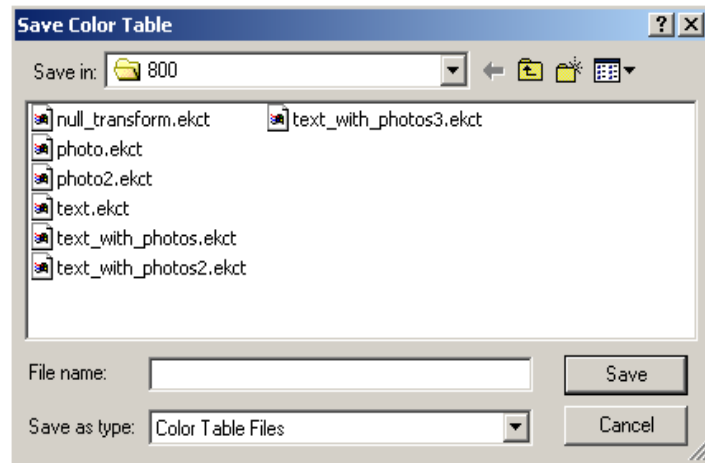 Save Color Table
Save in: 800
null_transform.ekct
photo.ekct
photo2.ekct
text.ekct
text_with_photos.ekct
text_with_photos2.ekct
text_with_photos3.ekct
File name:
Save
Save as type: Color Table Files
Cancel